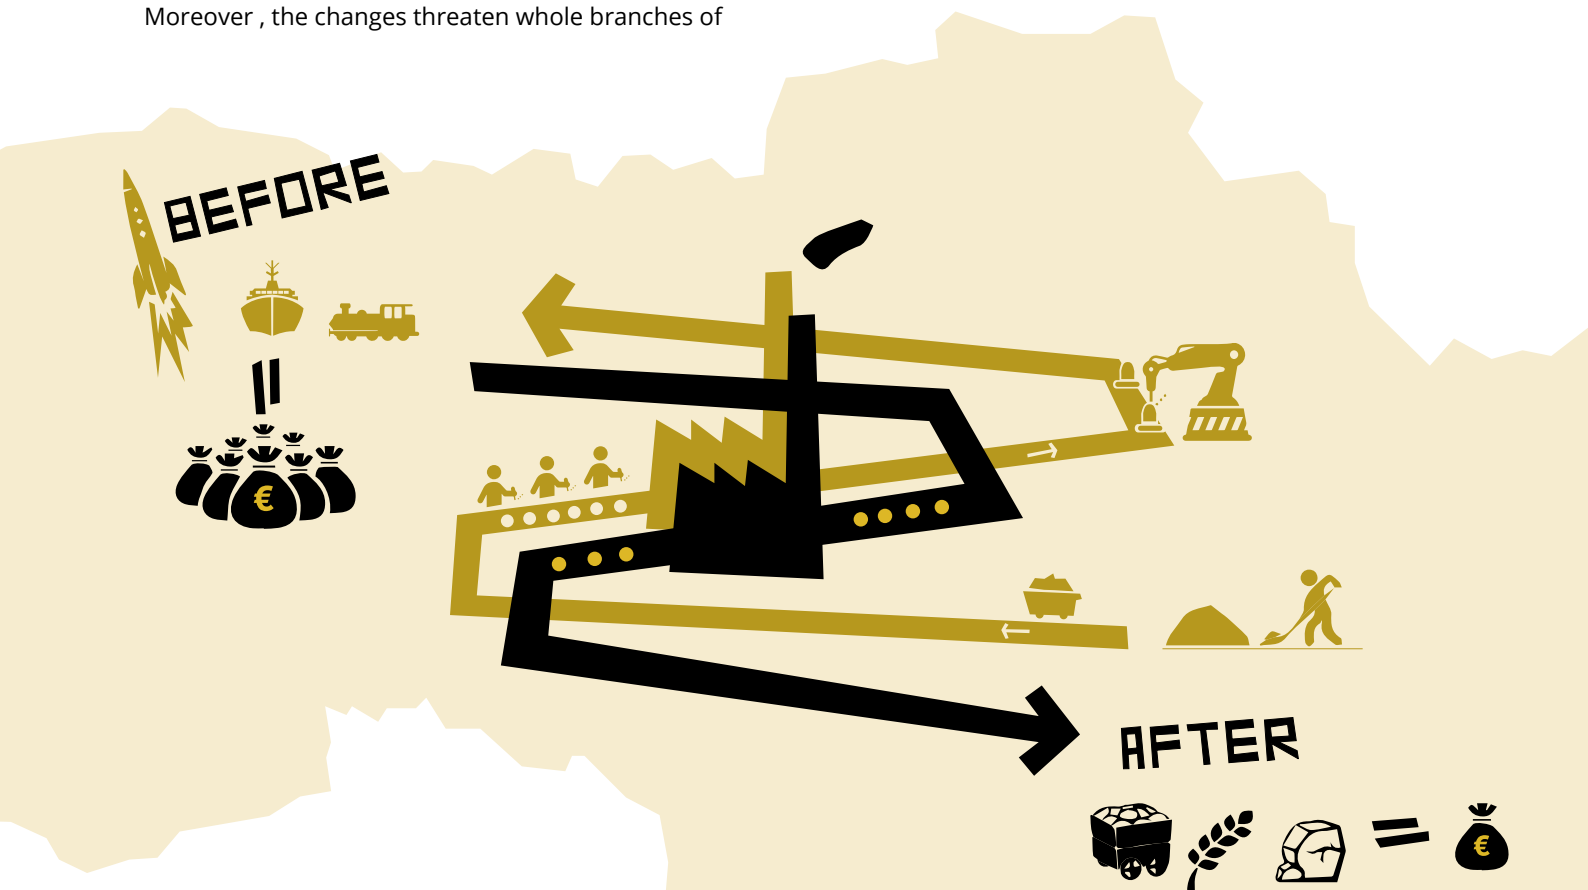 Moreover , the changes threaten whole branches of
BEFORE
€
AFTER
€